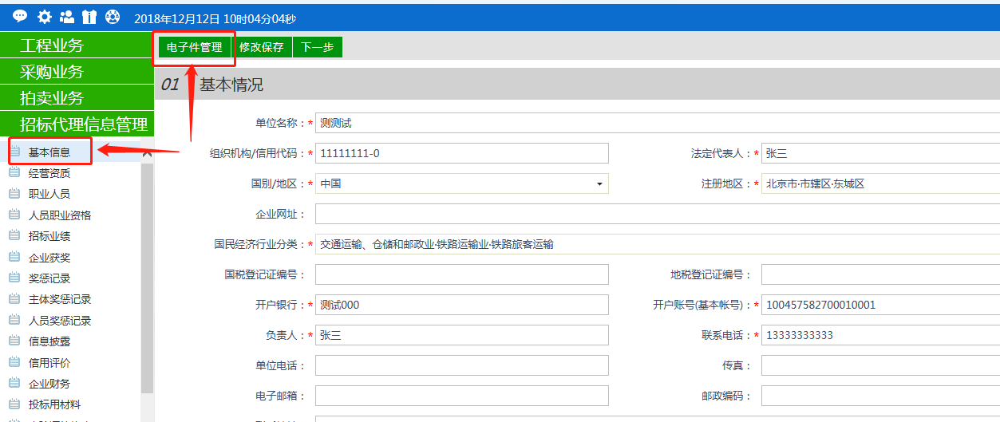 2018年12月12日 10时04分04秒
工程业务
采购业务
拍卖业务
招标代理信息管理
基本信息
经营资质
职业人员
人员职业资格
招标业绩
企业获奖
奖惩记录
主体奖惩记录
人员奖惩记录
信息披露
信用评价
企业财务
投标用材料
电子件管理 修改保存 下一步
01 基本情况
单位名称：* 测测试
组织机构/信用代码：* 11111111-0 法定代表人：* 张三
国别/地区：* 中国 注册地区：* 北京市·市辖区·东城区
企业网址：
国民经济行业分类：* 交通运输、仓储和邮政业·铁路运输业·铁路旅客运输
国税登记证编号： 地税登记证编号：
开户银行：* 测试000 开户账号(基本帐号)：* 100457582700010001
负责人：* 张三 联系电话：* 13333333333
单位电话： 传真：
电子邮箱： 邮政编码：